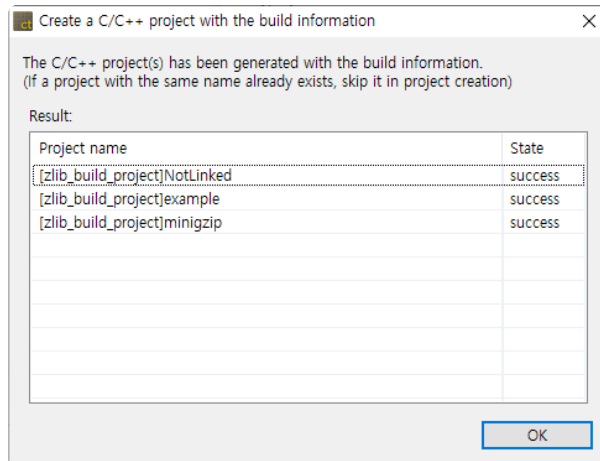 ct Create a C/C++ project with the build information
The C/C++ project(s) has been generated with the build information.
(If a project with the same name already exists, skip it in project creation)
Result:
Project name State
[zlib_build_project]NotLinked success
[zlib_build_project]example success
[zlib_build_project]minigzip success
OK